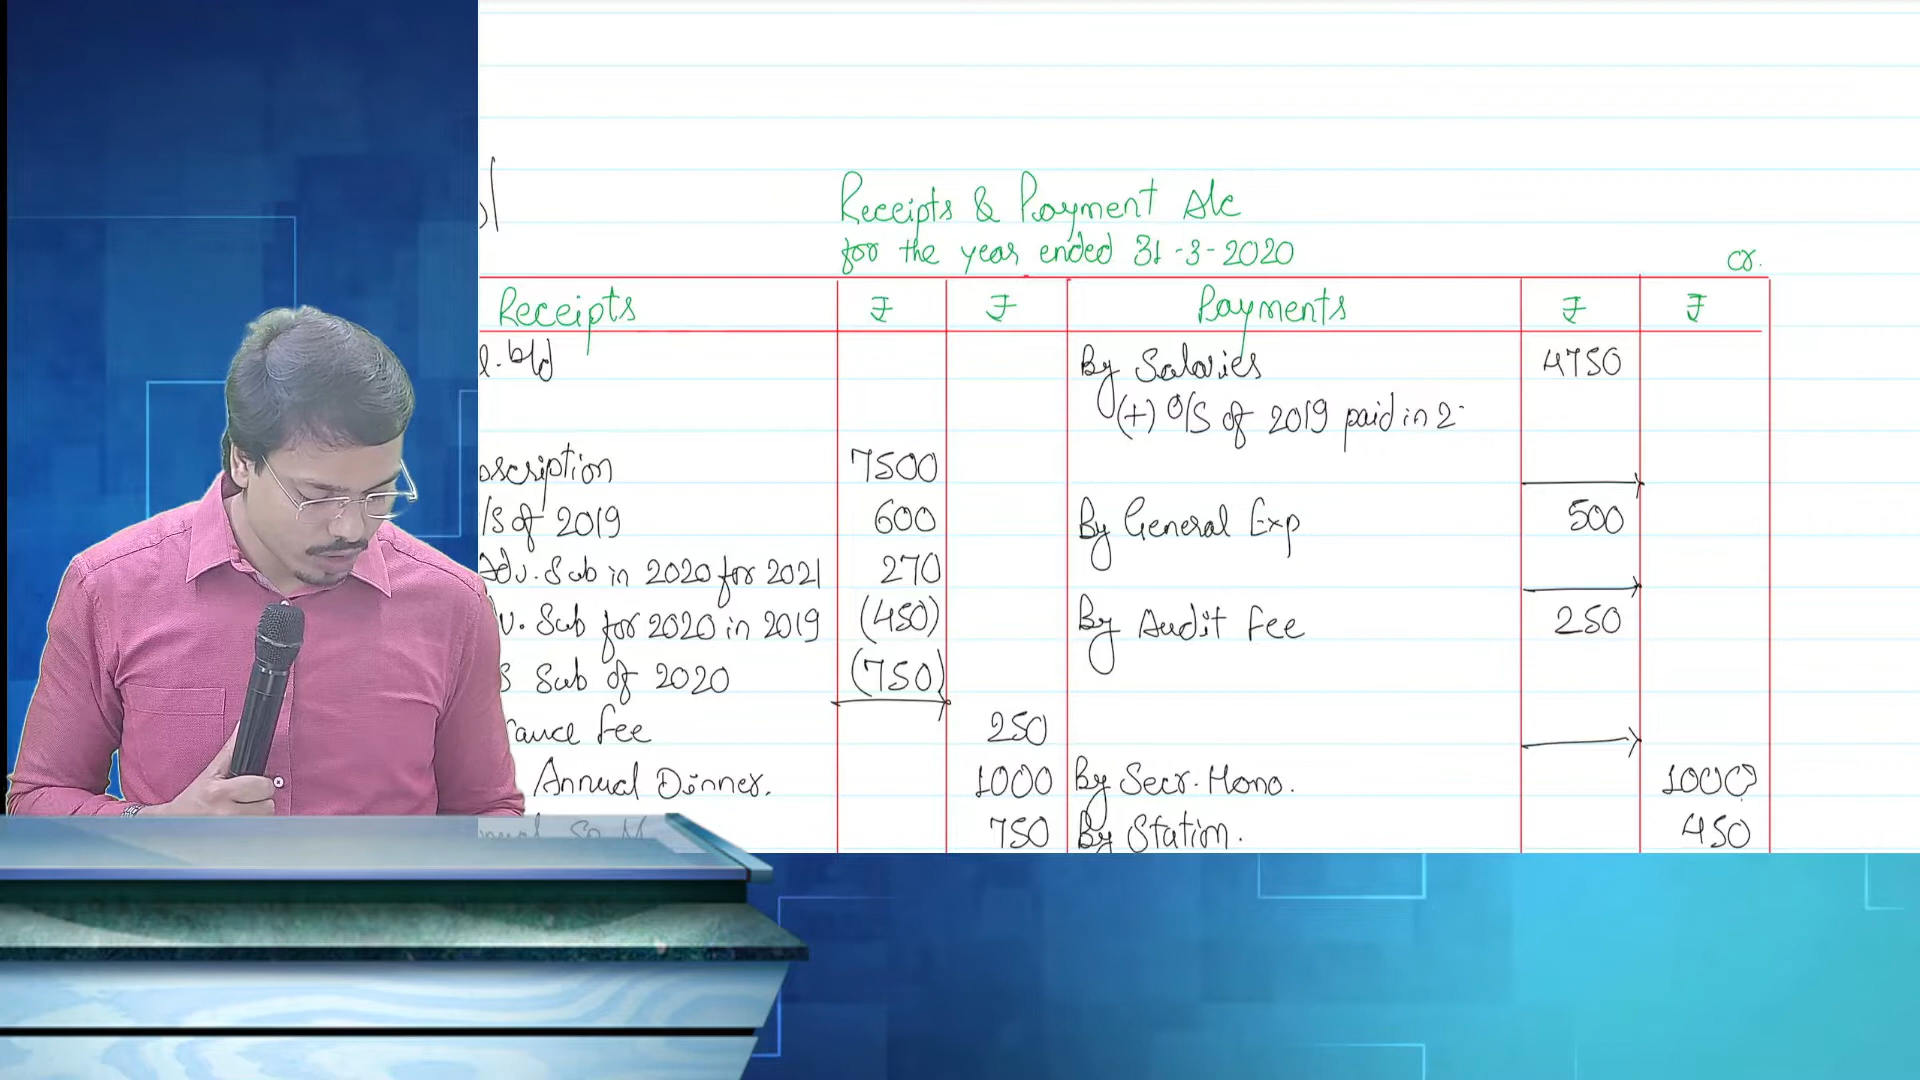 Receipts & Payment A/c
for the year ended 31-3-2020
Cr.
Receipts ₹ ₹ Payments ₹ ₹
b/d By Salaries 4750
(+) O/S of 2019 paid in 2
7500
/S of 2019 600 By General Exp 500
Adv. Sub in 2020 for 2021 270
v. Sub for 2020 in 2019 (450) By Audit Fee 250
S Sub of 2020 (750)
rance fee 250
Annual Dinner. 1000 By Secr. Hono. 1000
750 By Station. 450